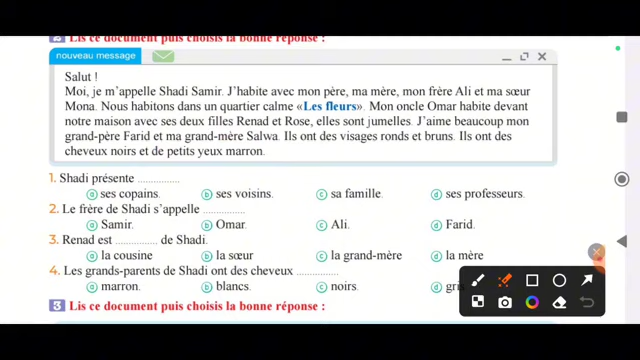 2 Lis ce document puis choisis la bonne réponse :
nouveau message
Salut !
Moi, je m'appelle Shadi Samir. J'habite avec mon père, ma mère, mon frère Ali et ma sœur
Mona. Nous habitons dans un quartier calme «Les fleurs». Mon oncle Omar habite devant
notre maison avec ses deux filles Renad et Rose, elles sont jumelles. J'aime beaucoup mon
grand-père Farid et ma grand-mère Salwa. Ils ont des visages ronds et bruns. Ils ont des
cheveux noirs et de petits yeux marron.
1. Shadi présente ...............
a ses copains. b ses voisins. c sa famille. d ses professeurs.
2. Le frère de Shadi s'appelle ...............
a Samir. b Omar. c Ali. d Farid.
3. Renad est ............... de Shadi.
a la cousine b la sœur c la grand-mère d la mère
4. Les grands-parents de Shadi ont des cheveux ...............
a marron. b blancs. c noirs. d
3 Lis ce document puis choisis la bonne réponse :